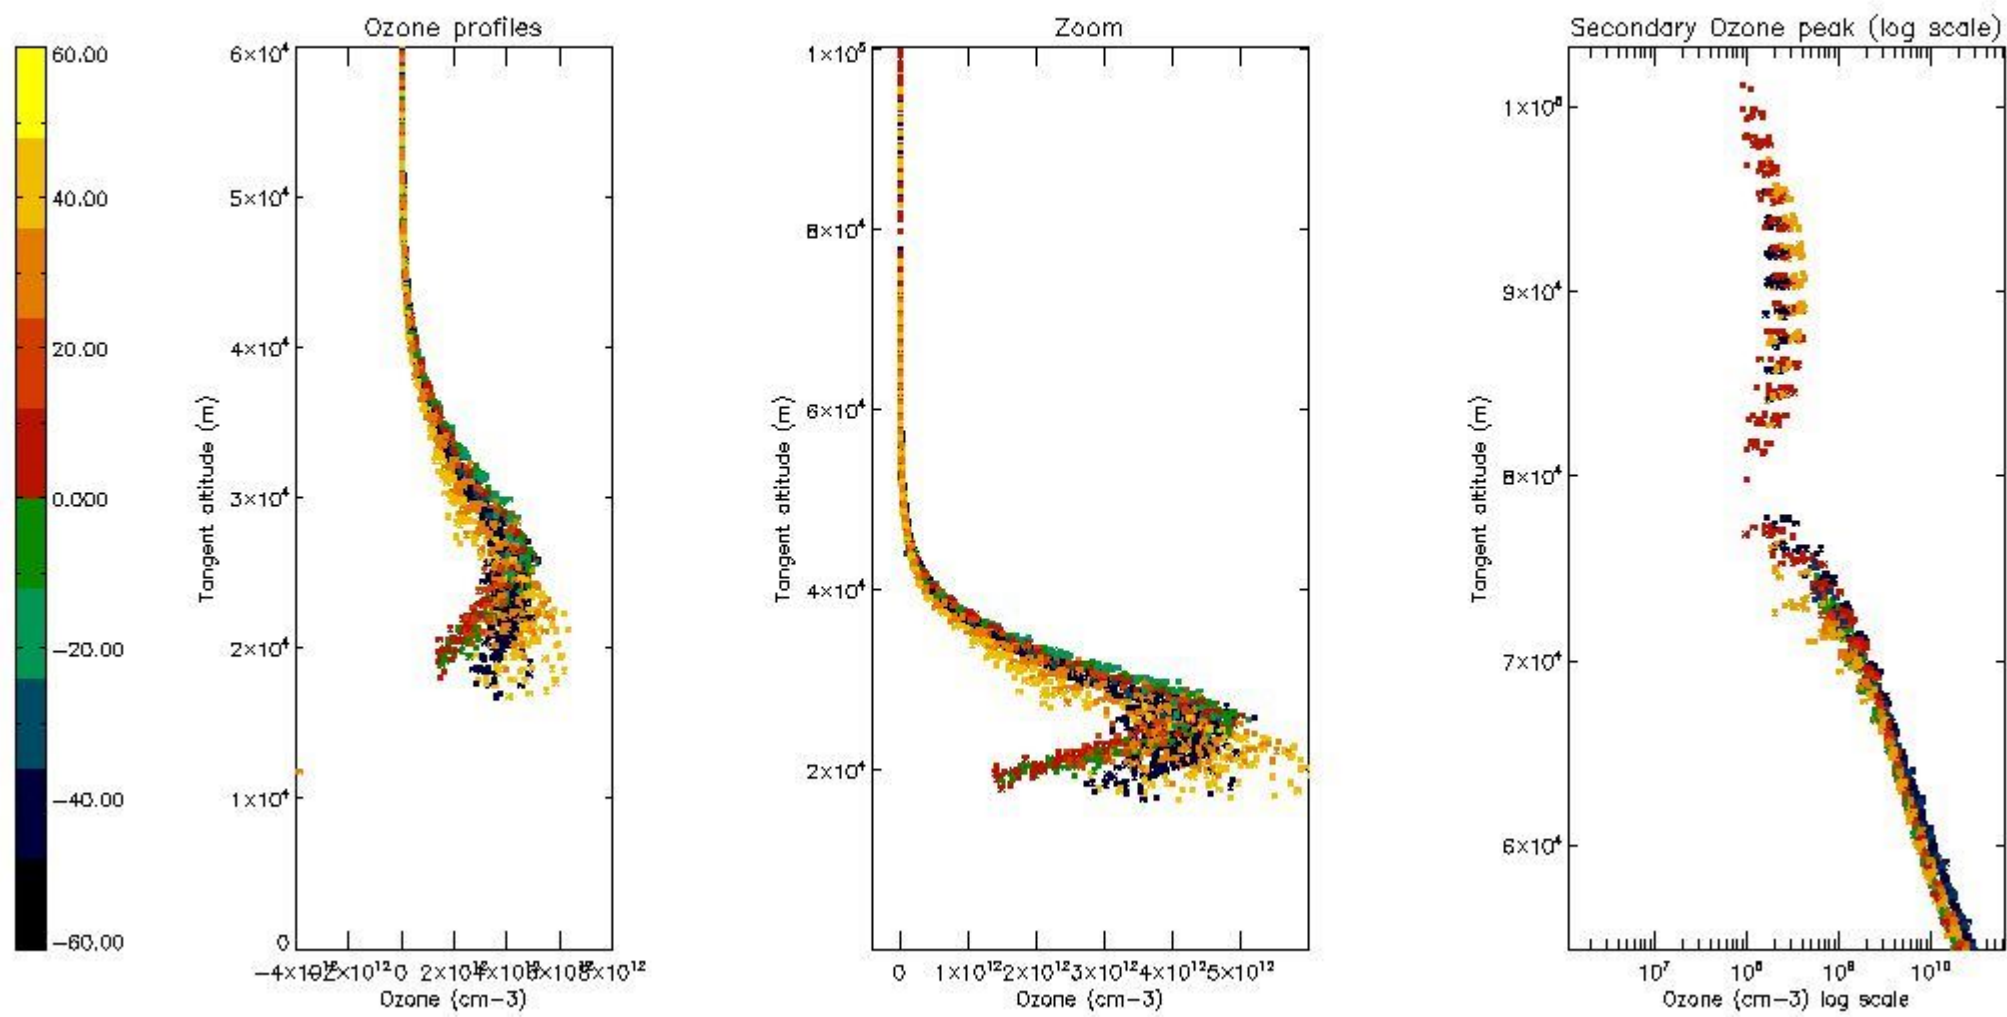 Ozone profiles
Zoom
Secondary Ozone peak (log scale)
60.00
40.00
20.00
0.000
−20.00
−40.00
−60.00
6×10⁴
5×10⁴
4×10⁴
3×10⁴
2×10⁴
1×10⁴
0
Tangent altitude (m)
0
Ozone (cm−3)
1×10⁵
8×10⁴
6×10⁴
4×10⁴
2×10⁴
Tangent altitude (m)
0 1×10¹² 2×10¹² 3×10¹² 4×10¹² 5×10¹²
Ozone (cm−3)
9×10⁴
8×10⁴
7×10⁴
6×10⁴
Tangent altitude (m)
10⁷ 10⁸ 10⁹ 10¹⁰
Ozone (cm−3) log scale